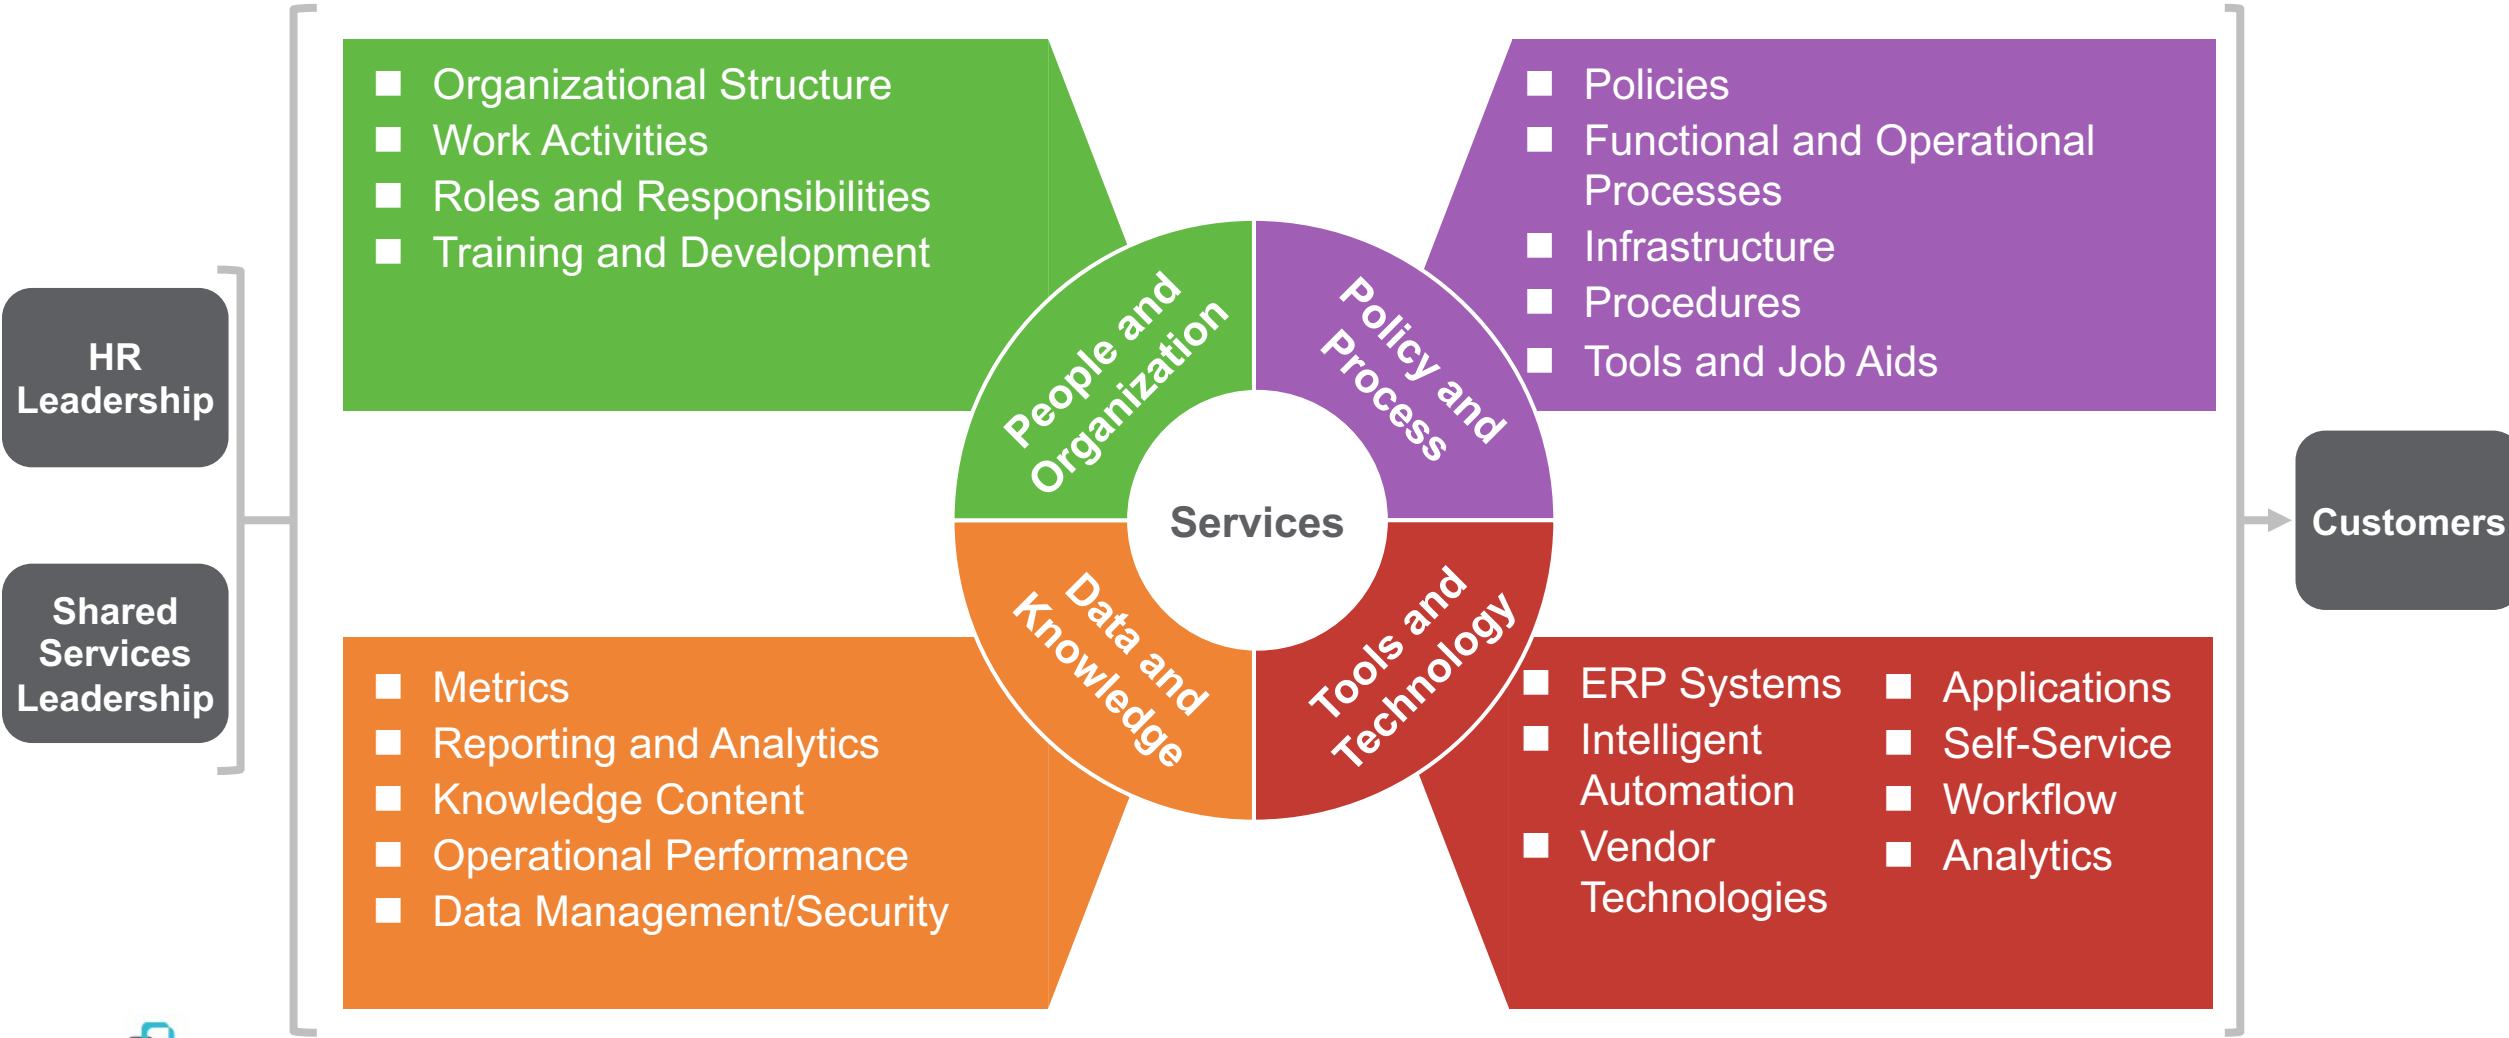 HR
Leadership
Shared
Services
Leadership
Organizational Structure
Work Activities
Roles and Responsibilities
Training and Development
Policies
Functional and Operational
Processes
Infrastructure
Procedures
Tools and Job Aids
People and
Organization
Policy and
Process
Services
Data and
Knowledge
Tools and
Technology
Metrics
Reporting and Analytics
Knowledge Content
Operational Performance
Data Management/Security
ERP Systems
Intelligent
Automation
Vendor
Technologies
Applications
Self-Service
Workflow
Analytics
Customers